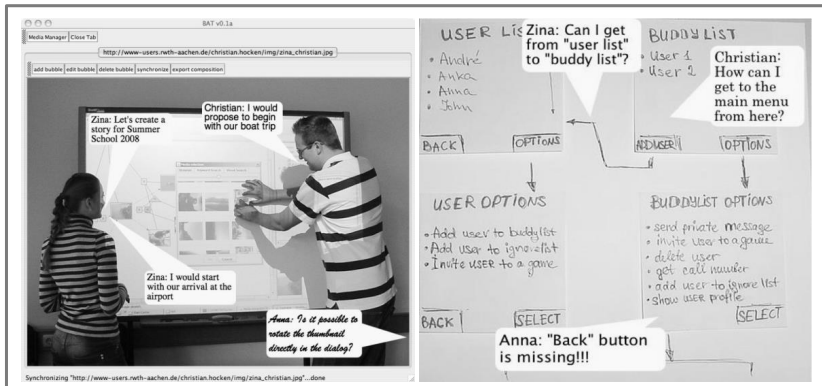 BAT v0.1a
Media Manager Close Tab
http://www-users.rwth-aachen.de/christian.hocken/img/zina_christian.jpg
add bubble edit bubble delete bubble synchronize export composition
Zina: Let's create a
story for Summer
School 2008
Christian: I would
propose to begin
with our boat trip
Zina: I would start
with our arrival at the
airport
Anna: Is it possible to
rotate the thumbnail
directly in the dialog?
Synchronizing "http://www-users.rwth-aachen.de/christian.hocken/img/zina_christian.jpg"...done
USER LIS
• André
• Anka
• Anna
• John
BACK OPTIONS
Zina: Can I get
from "user list"
to "buddy list"?
BUDDYLIST
• User 1
• User 2
Christian:
How can I
get to the
main menu
from here?
ADDUSER OPTIONS
USER OPTIONS
• Add user to buddylist
• Add user to ignorelist
• Invite USER to a game
BACK SELECT
BUDDYLIST OPTIONS
• send private message
• invite user to a game
• delete user
• get call number
• add user to ignore list
• show user profile
SELECT
Anna: "Back" button
is missing!!!